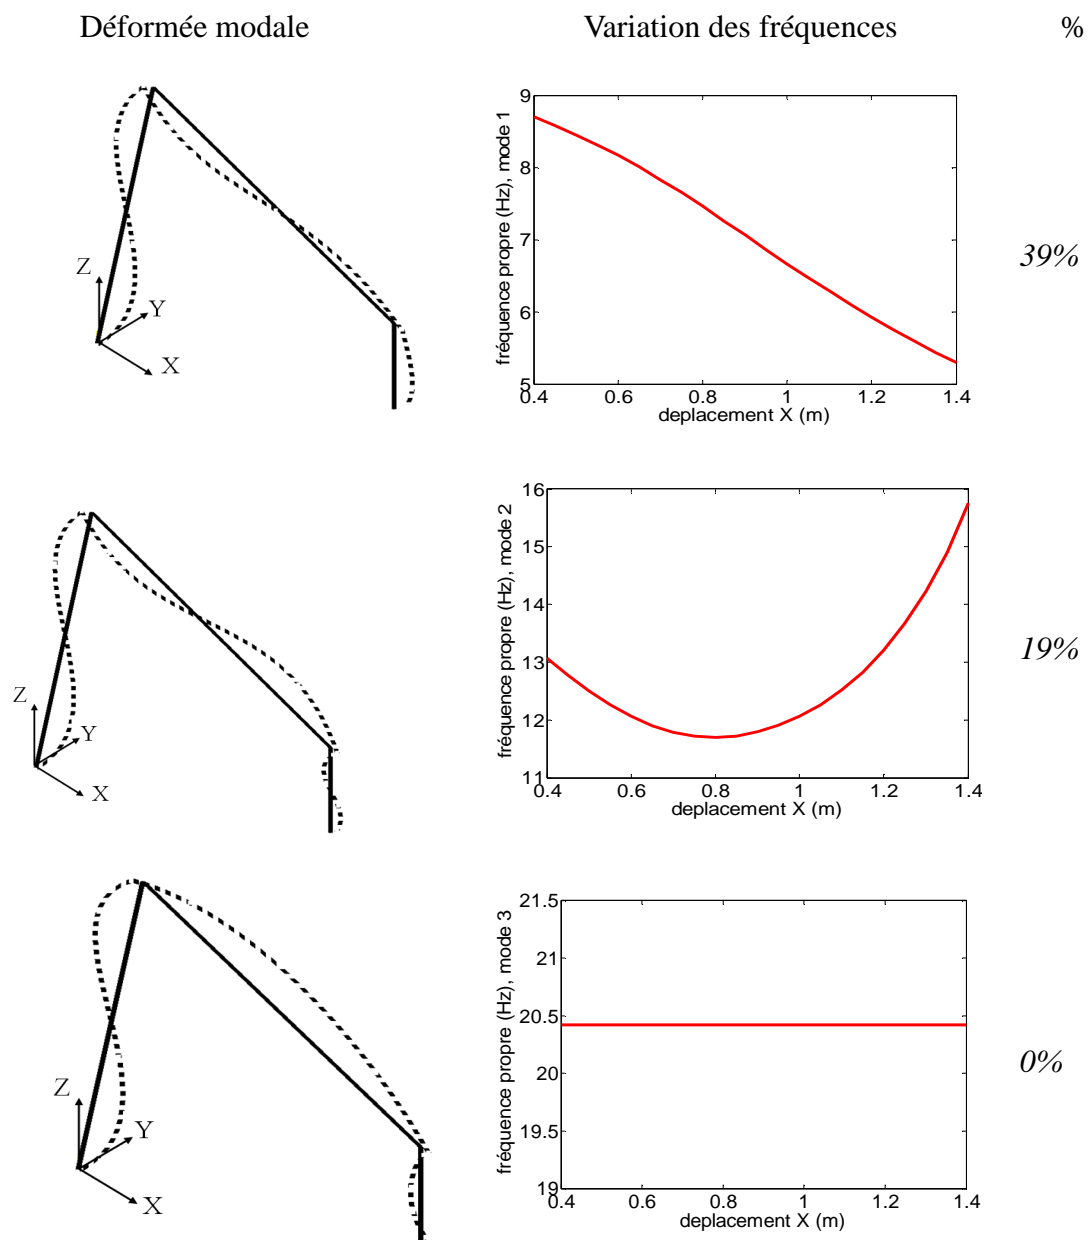 Déformée modale
Variation des fréquences
%
Z
Y
X
fréquence propre (Hz), mode 1
9
8
7
6
5
0.4 0.6 0.8 1 1.2 1.4
deplacement X (m)
39%
Z
Y
X
fréquence propre (Hz), mode 2
16
15
14
13
12
11
0.4 0.6 0.8 1 1.2 1.4
deplacement X (m)
19%
Z
Y
X
fréquence propre (Hz), mode 3
21.5
21
20.5
20
19.5
19
0.4 0.6 0.8 1 1.2 1.4
deplacement X (m)
0%